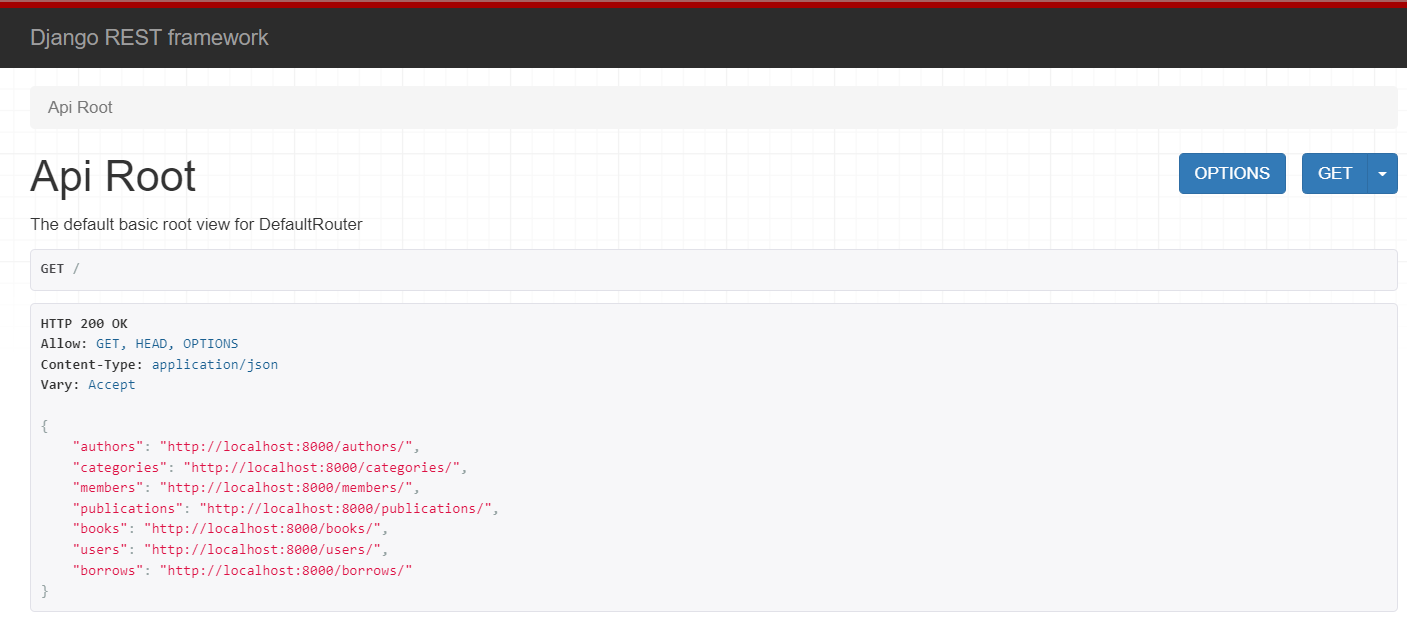 Django REST framework
Api Root
Api Root
OPTIONS
GET
The default basic root view for DefaultRouter
GET /
HTTP 200 OK
Allow: GET, HEAD, OPTIONS
Content-Type: application/json
Vary: Accept
{
    "authors": "http://localhost:8000/authors/",
    "categories": "http://localhost:8000/categories/",
    "members": "http://localhost:8000/members/",
    "publications": "http://localhost:8000/publications/",
    "books": "http://localhost:8000/books/",
    "users": "http://localhost:8000/users/",
    "borrows": "http://localhost:8000/borrows/"
}